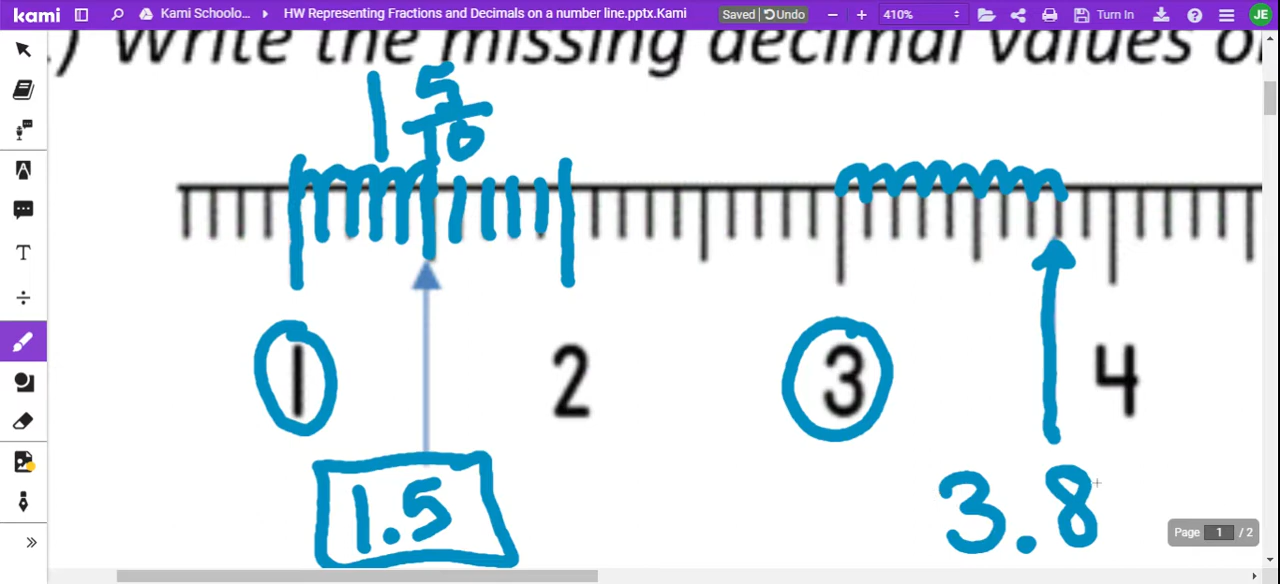 kami Kami Schoolo... HW Representing Fractions and Decimals on a number line.pptx.Kami Saved Undo 410% Turn In JE
Write the missing decimal values
1 5/10
1 2 3 4
1.5 3.8
Page 1 / 2